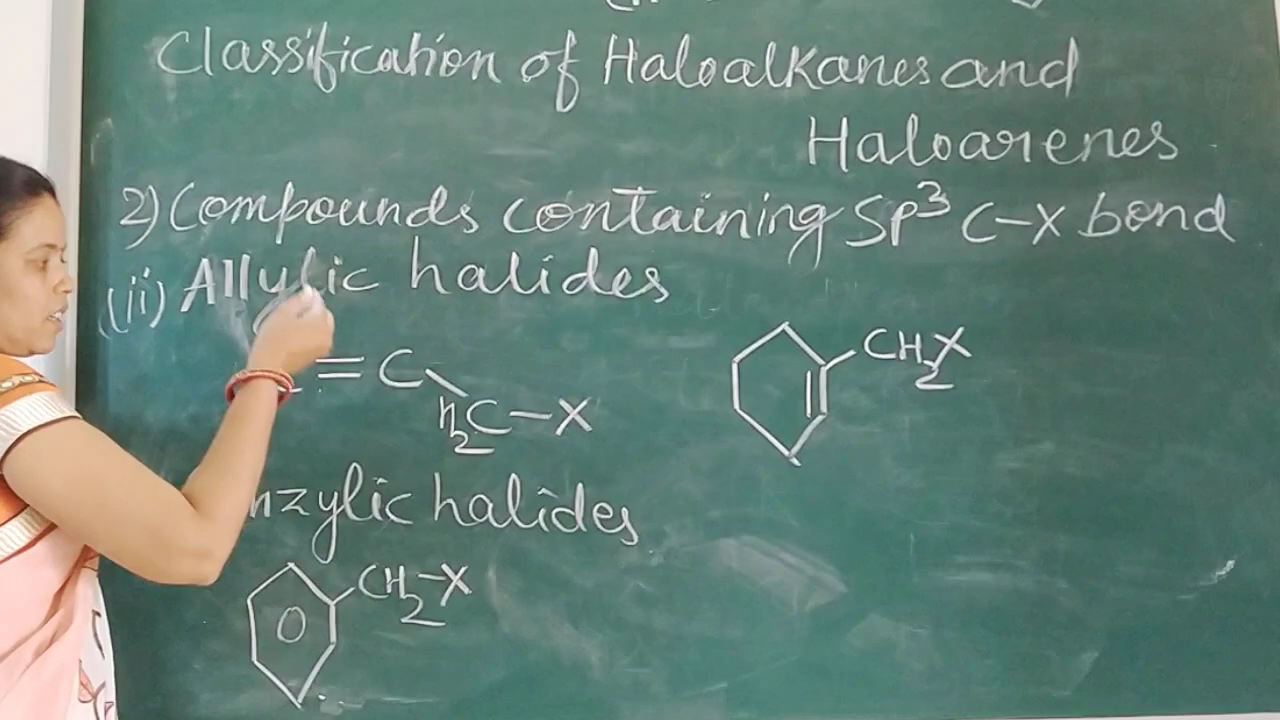 Classification of Haloalkanes and
Haloarenes
2) Compounds containing SP³ C-X bond
(ii) Allylic halides
= C
H₂C-X
CH₂X
nzylic halides
CH₂-X